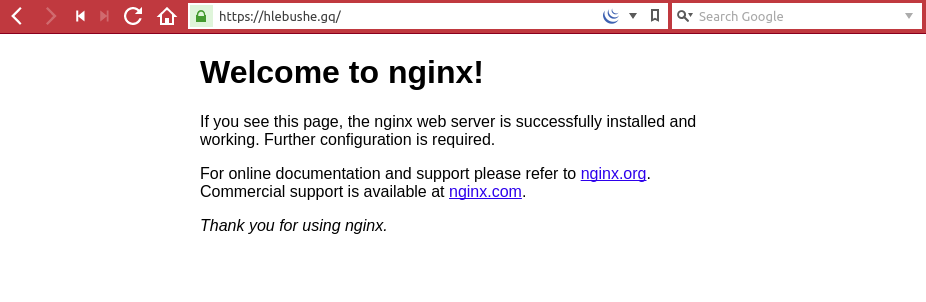 https://hlebushe.gq/
Search Google
Welcome to nginx!
If you see this page, the nginx web server is successfully installed and
working. Further configuration is required.
For online documentation and support please refer to nginx.org.
Commercial support is available at nginx.com.
Thank you for using nginx.